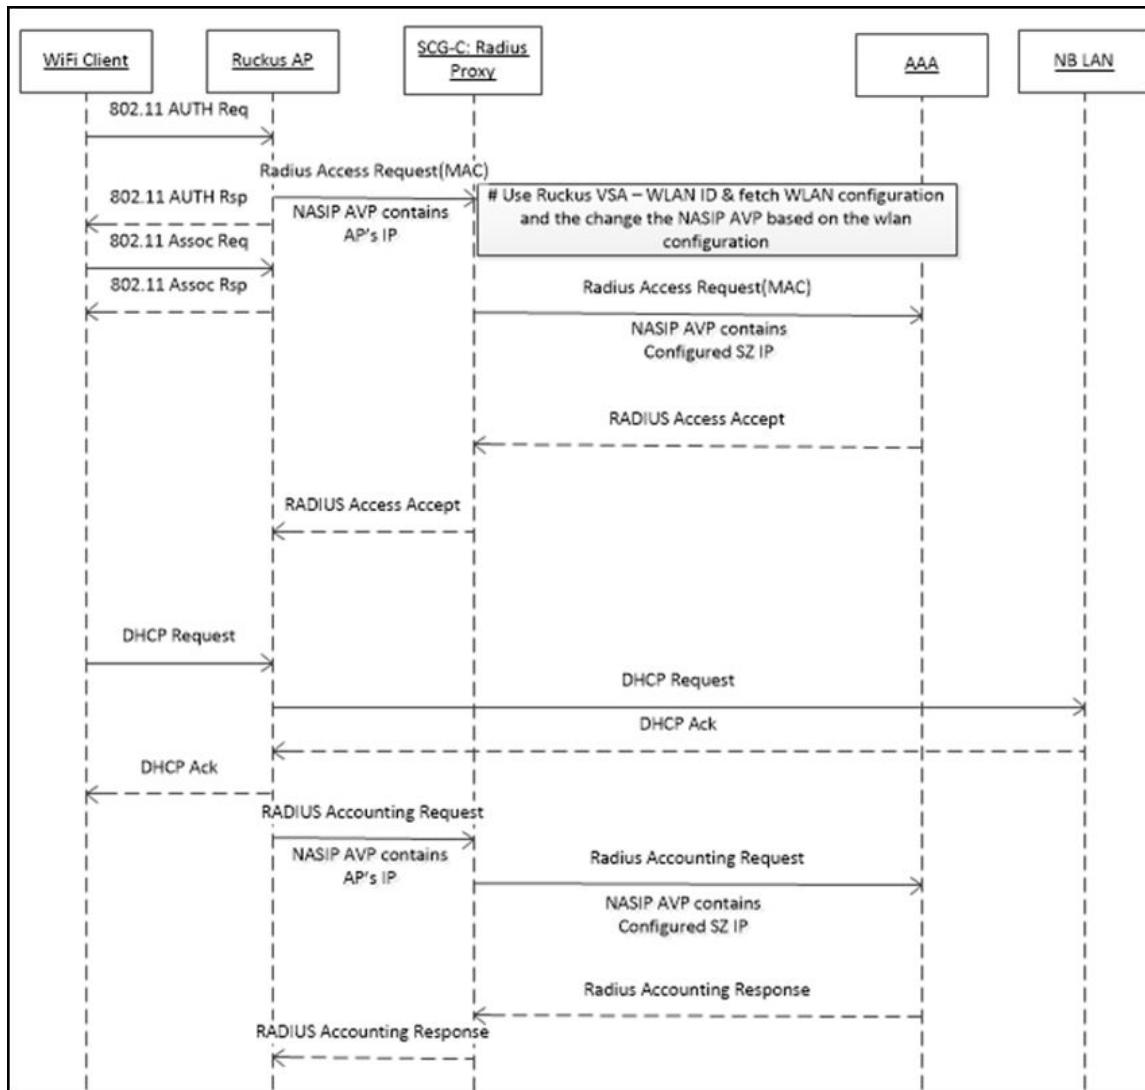 WiFi Client
Ruckus AP
SCG-C: Radius
Proxy
AAA
NB LAN
802.11 AUTH Req
Radius Access Request(MAC)
802.11 AUTH Rsp
NASIP AVP contains
AP's IP
# Use Ruckus VSA – WLAN ID & fetch WLAN configuration
and the change the NASIP AVP based on the wlan
configuration
802.11 Assoc Req
802.11 Assoc Rsp
Radius Access Request(MAC)
NASIP AVP contains
Configured SZ IP
RADIUS Access Accept
RADIUS Access Accept
DHCP Request
DHCP Request
DHCP Ack
DHCP Ack
RADIUS Accounting Request
NASIP AVP contains
AP's IP
Radius Accounting Request
NASIP AVP contains
Configured SZ IP
Radius Accounting Response
RADIUS Accounting Response